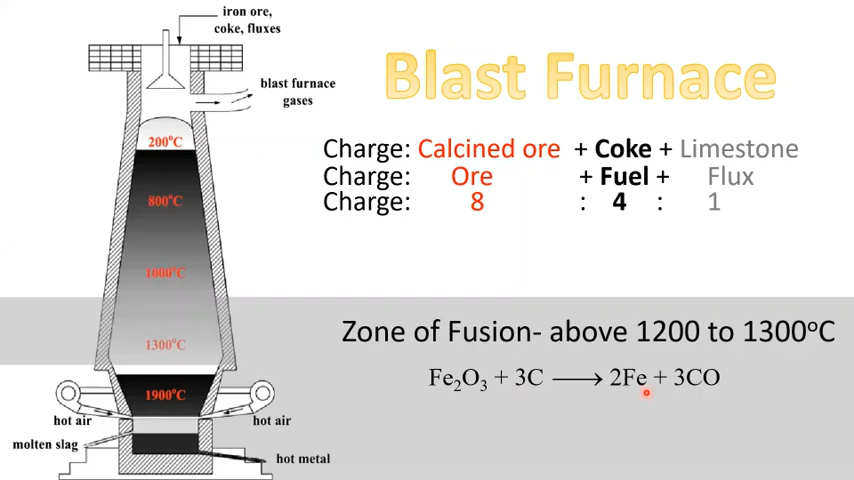 iron ore,
coke, fluxes
Blast Furnace
blast furnace
gases
Charge: Calcined ore + Coke + Limestone
Charge: Ore + Fuel + Flux
Charge: 8 : 4 : 1
200°C
800°C
1000°C
1300°C
1900°C
Zone of Fusion- above 1200 to 1300°C
Fe₂O₃ + 3C ⟶ 2Fe + 3CO
hot air
hot air
molten slag
hot metal